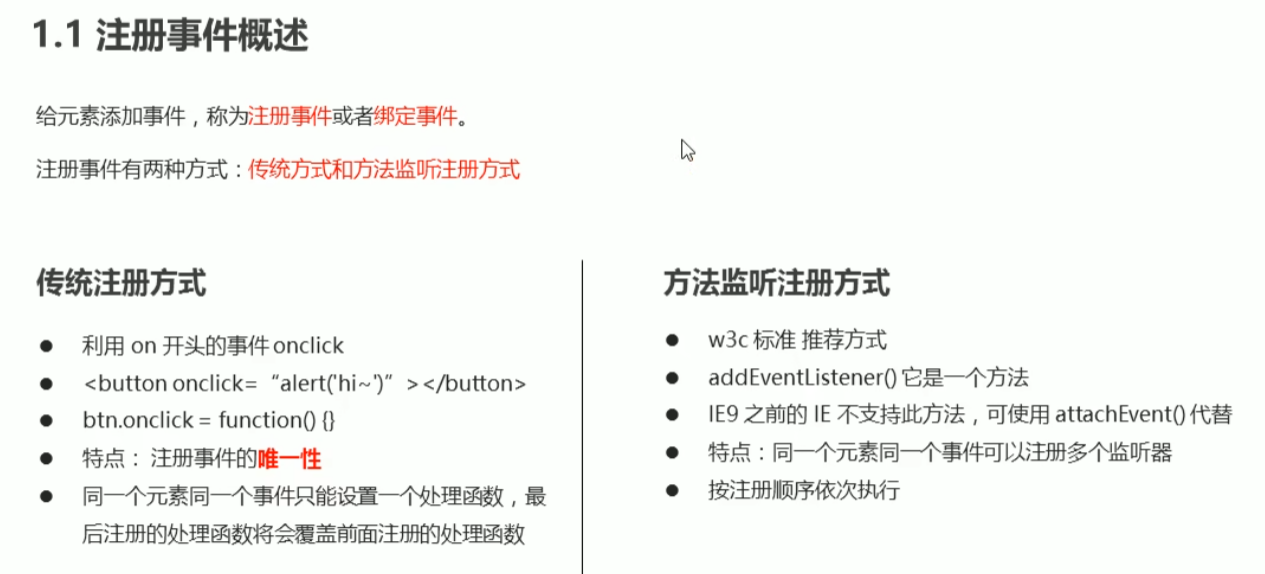 1.1 注册事件概述
给元素添加事件，称为注册事件或者绑定事件。
注册事件有两种方式：传统方式和方法监听注册方式
传统注册方式
● 利用 on 开头的事件 onclick
● <button onclick=“alert('hi~')”></button>
● btn.onclick = function() {}
● 特点： 注册事件的唯一性
● 同一个元素同一个事件只能设置一个处理函数，最
后注册的处理函数将会覆盖前面注册的处理函数
方法监听注册方式
● w3c 标准 推荐方式
● addEventListener() 它是一个方法
● IE9 之前的 IE 不支持此方法，可使用 attachEvent() 代替
● 特点：同一个元素同一个事件可以注册多个监听器
● 按注册顺序依次执行